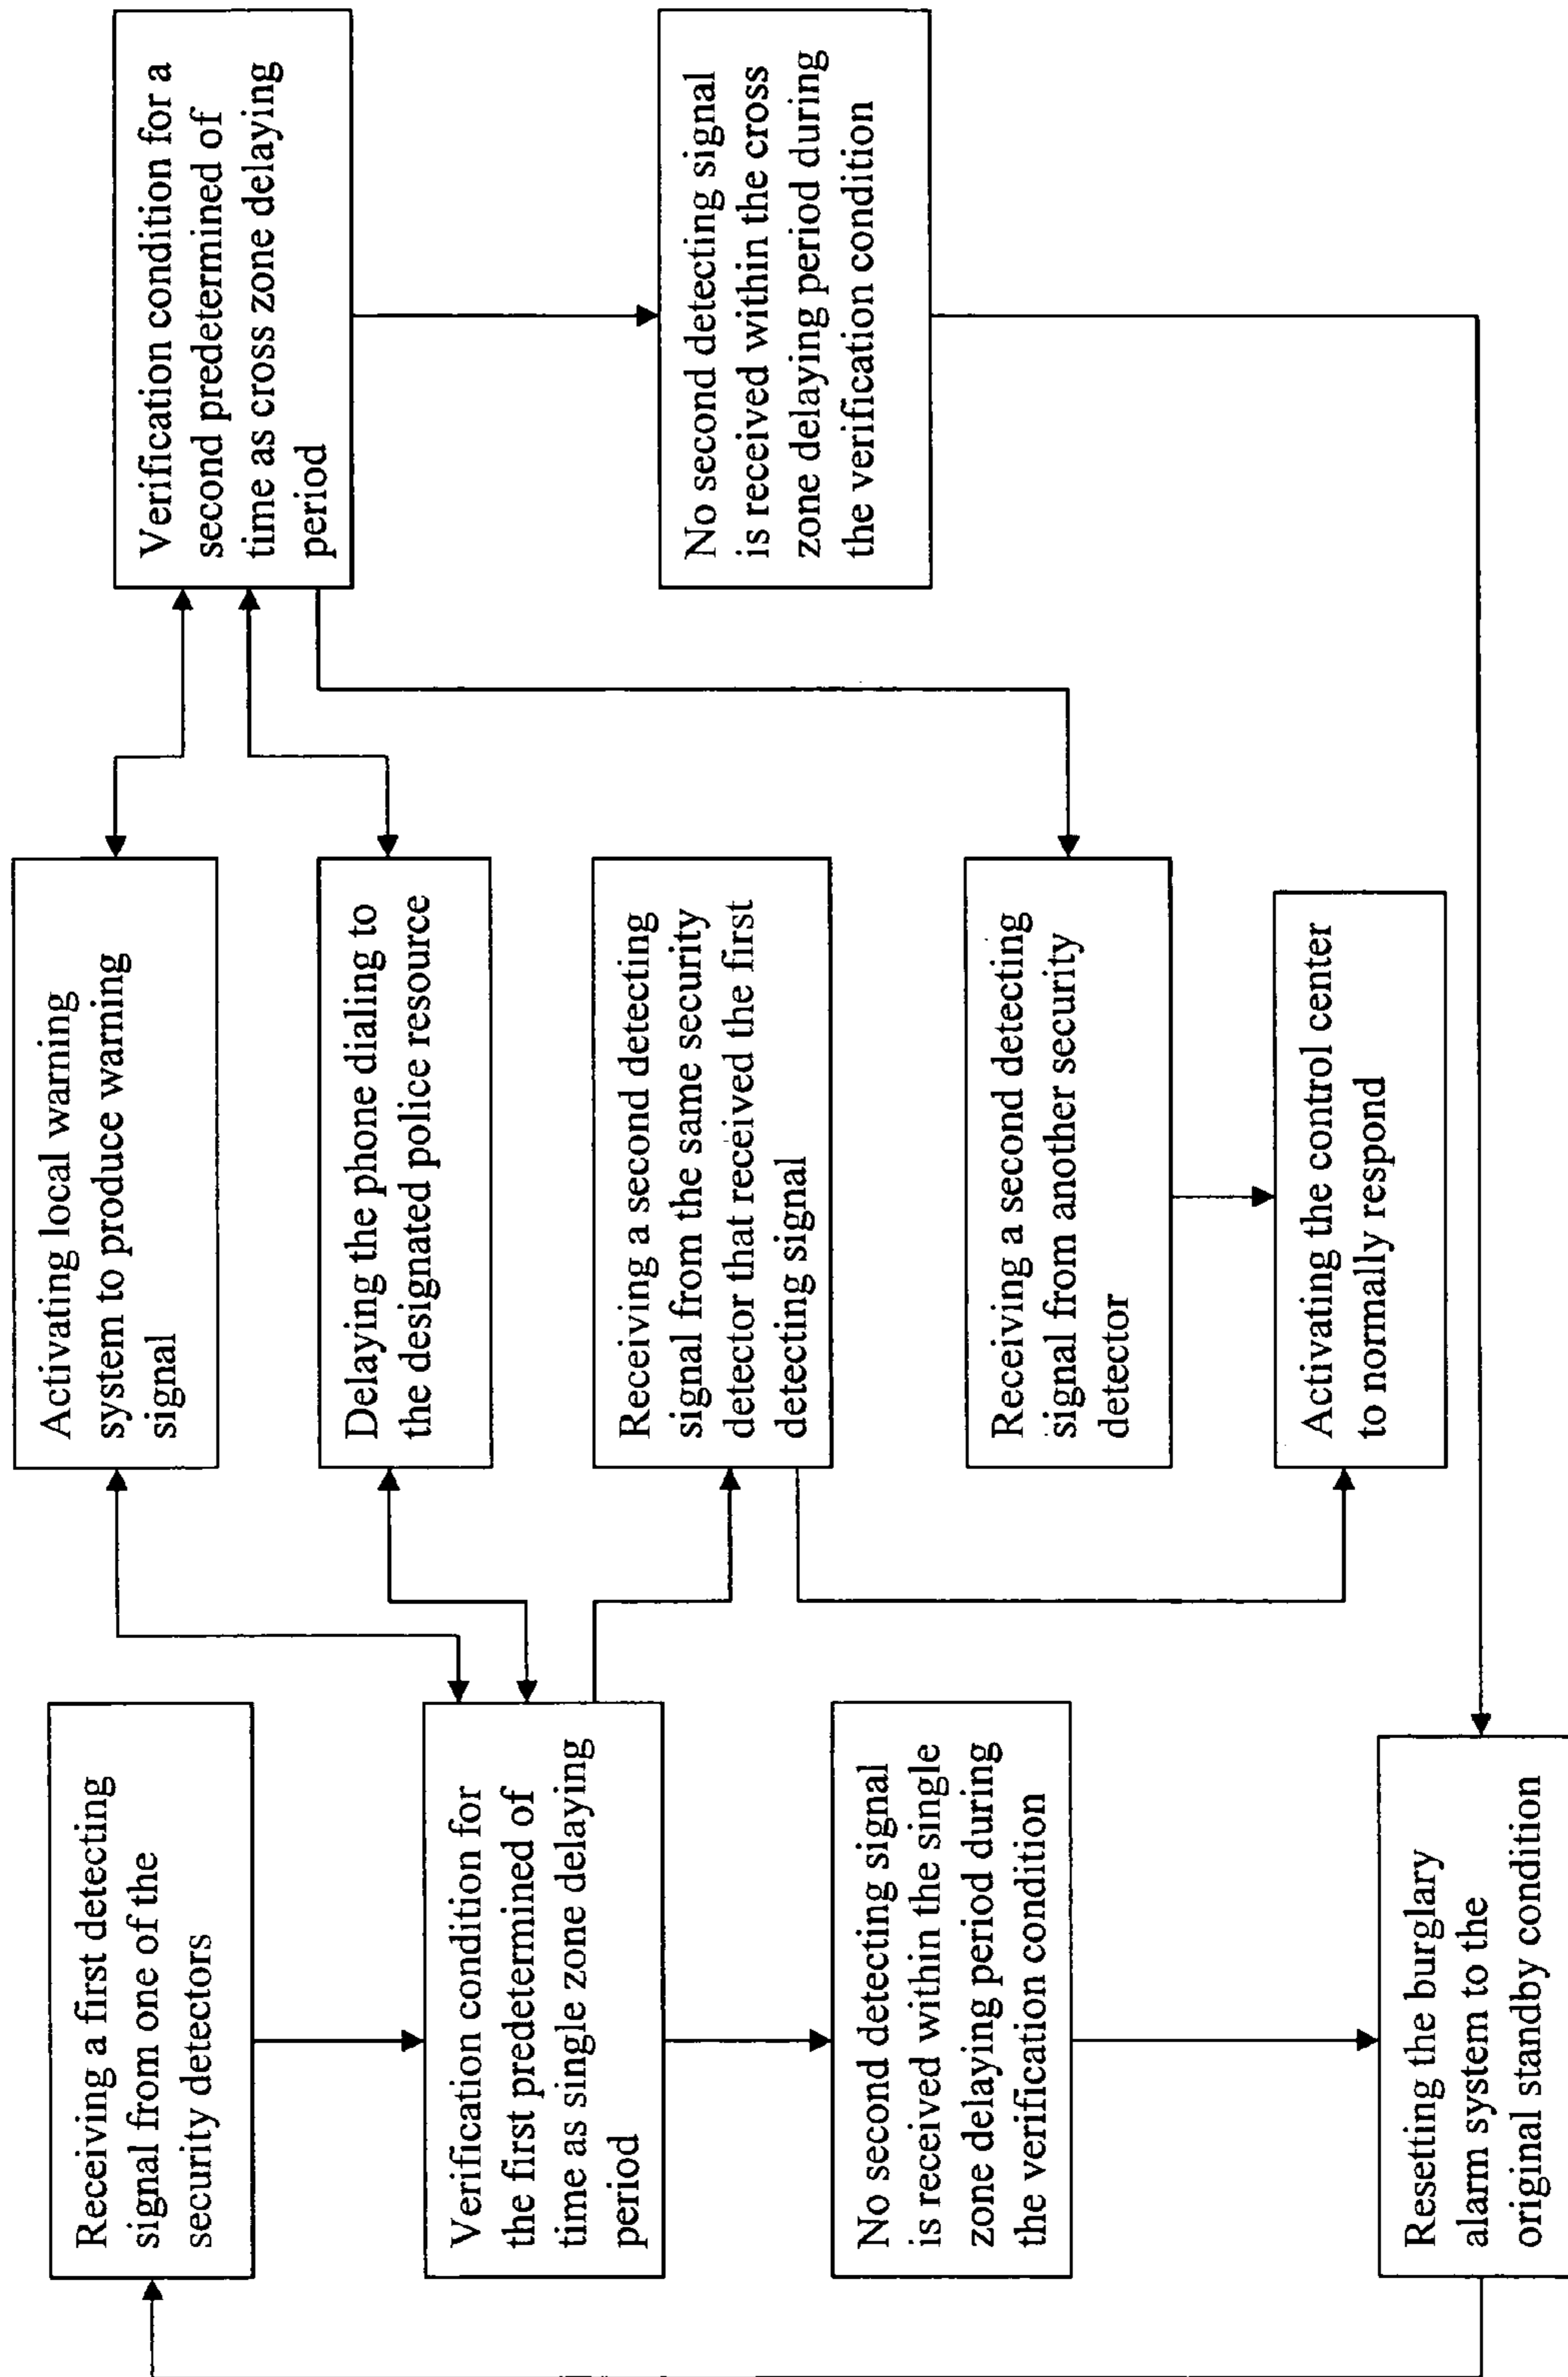 Receiving a first detecting
signal from one of the
security detectors
Verification condition for
the first predetermined of
time as single zone delaying
period
No second detecting signal
is received within the single
zone delaying period during
the verification condition
Resetting the burglary
alarm system to the
original standby condition
Activating local warning
system to produce warning
signal
Delaying the phone dialing to
the designated police resource
Receiving a second detecting
signal from the same security
detector that received the first
detecting signal
Receiving a second detecting
signal from another security
detector
Activating the control center
to normally respond
Verification condition for a
second predetermined of
time as cross zone delaying
period
No second detecting signal
is received within the cross
zone delaying period during
the verification condition